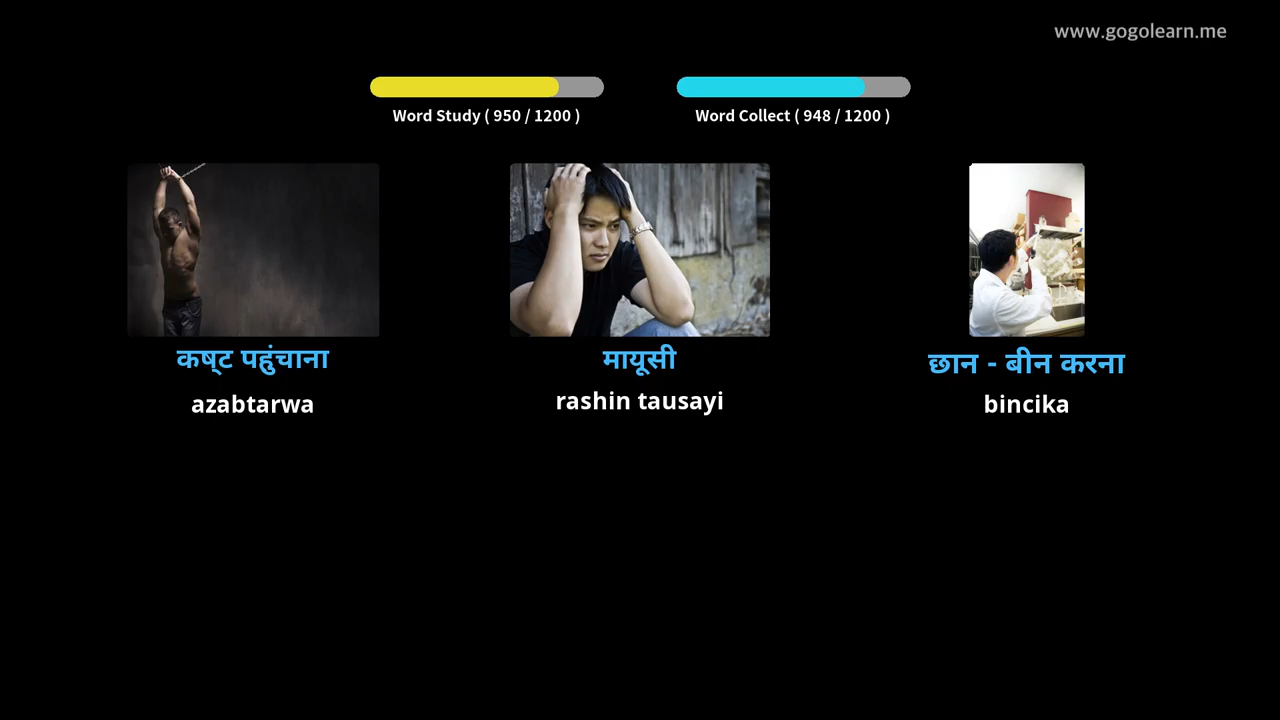 www.gogolearn.me
Word Study ( 950 / 1200 )
Word Collect ( 948 / 1200 )
कष्ट पहुंचाना
azabtarwa
मायूसी
rashin tausayi
छान - बीन करना
bincika